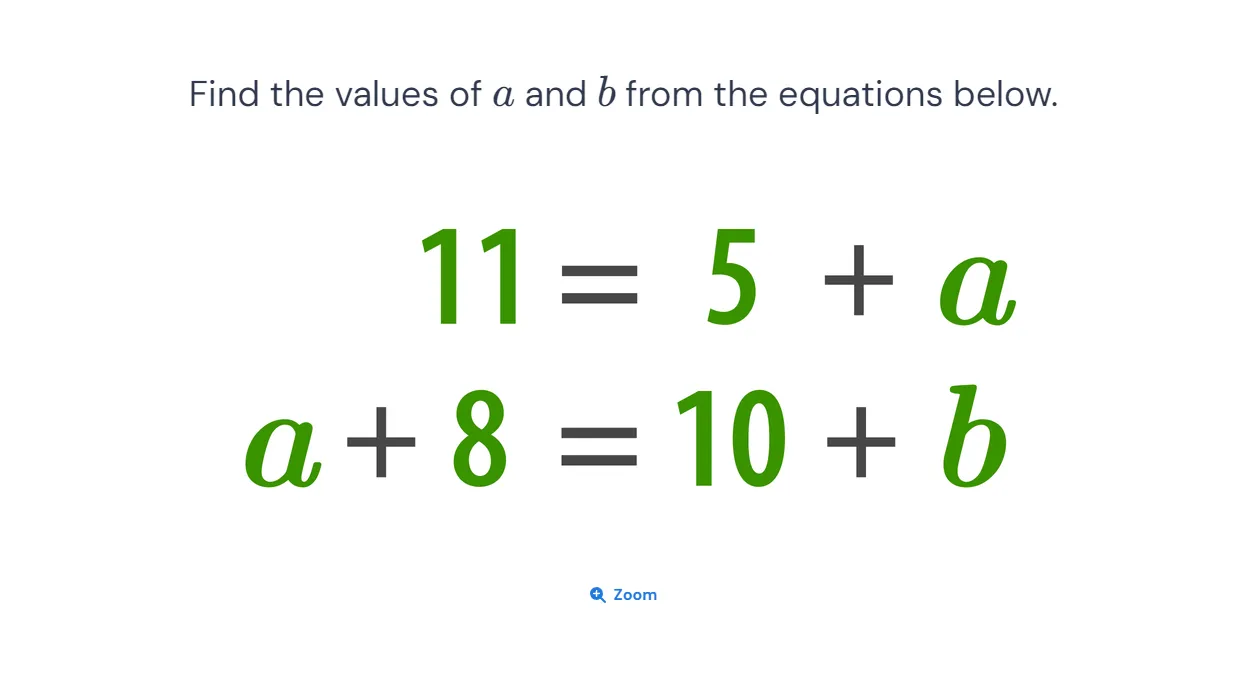 Find the values of a and b from the equations below.
11 = 5 + a
a + 8 = 10 + b
Zoom